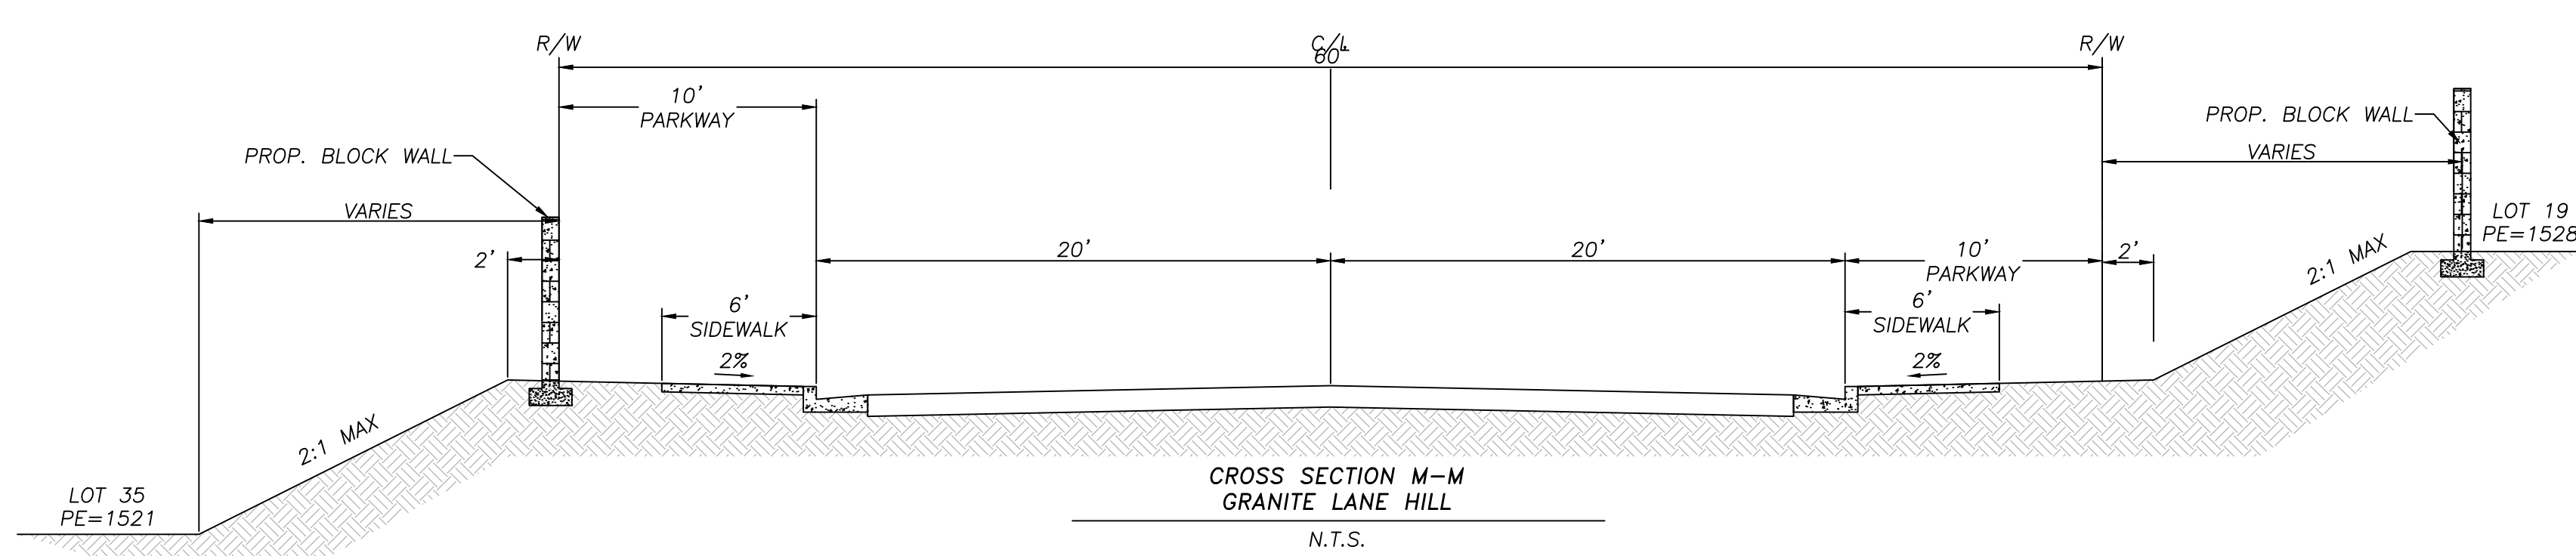 R/W
C/L
R/W
60'
10'
PARKWAY
PROP. BLOCK WALL
PROP. BLOCK WALL
VARIES
VARIES
LOT 19
PE=1528
2'
20'
20'
10'
PARKWAY
2'
2:1 MAX
6'
SIDEWALK
2%
6'
SIDEWALK
2%
2:1 MAX
LOT 35
PE=1521
CROSS SECTION M-M
GRANITE LANE HILL
N.T.S.